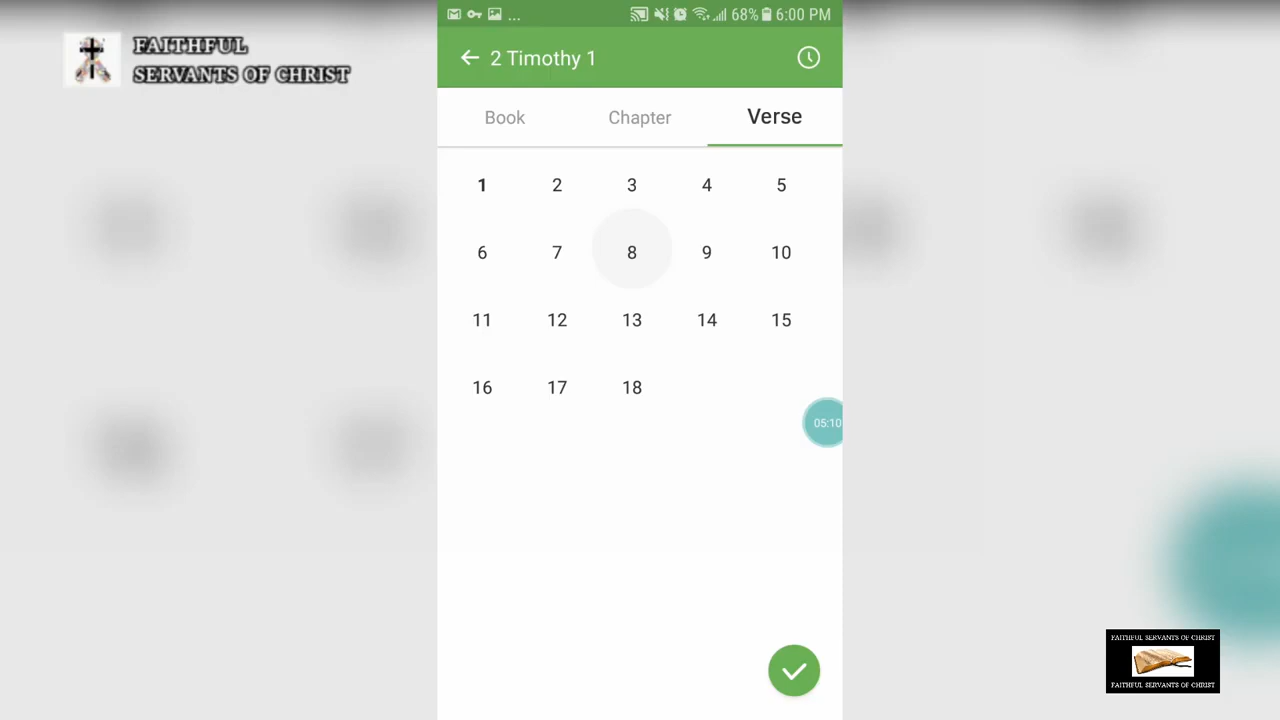 FAITHFUL
SERVANTS OF CHRIST
... 68% 6:00 PM
2 Timothy 1
Book Chapter Verse
1 2 3 4 5
6 7 8 9 10
11 12 13 14 15
16 17 18
05:10
FAITHFUL SERVANTS OF CHRIST
FAITHFUL SERVANTS OF CHRIST